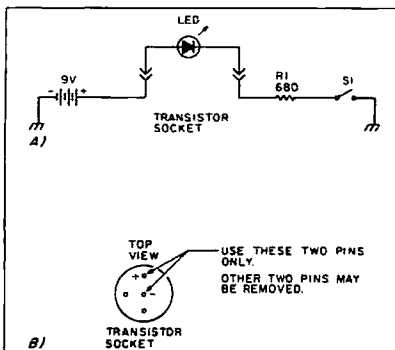 LED
9V
- +
R1
680
S1
TRANSISTOR
SOCKET
A)
TOP
VIEW
USE THESE TWO PINS
ONLY.
+
-
OTHER TWO PINS MAY
BE REMOVED.
TRANSISTOR
SOCKET
B)